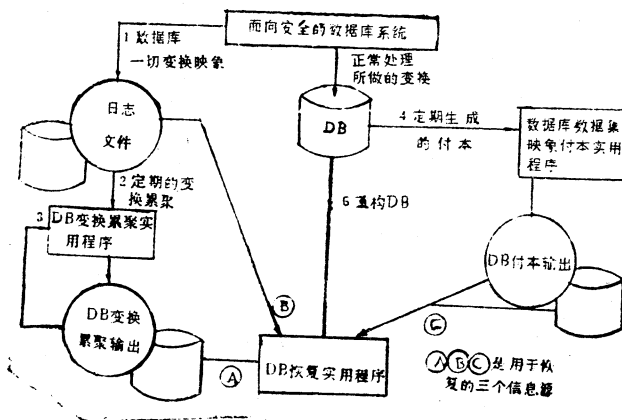 面向安全的数据库系统
1 数据库
一切变换映象
正常处理
所做的变换
日志
文件
DB
4 定期生成
的付本
数据库数据集
映象付本实用
程序
2 定期的变
换累聚
3
DB变换累聚实
用程序
6 重构DB
DB付本输出
DB变换
累聚输出
B
C
A
DB恢复实用程序
A B C 是用于恢
复的三个信息源